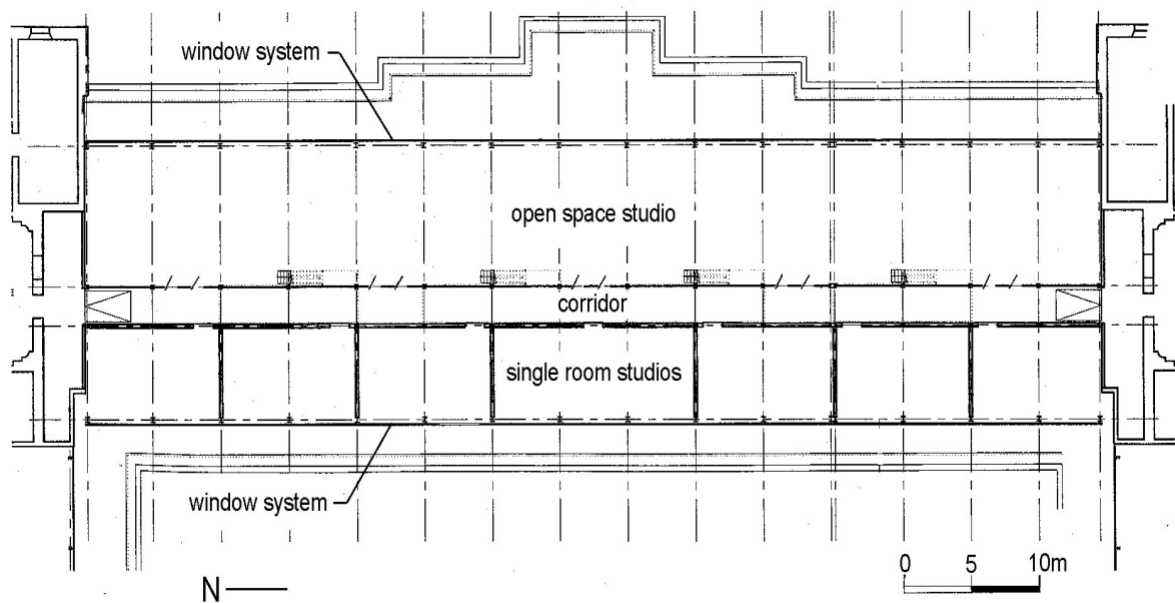 window system
open space studio
corridor
single room studios
window system
0 5 10m
N